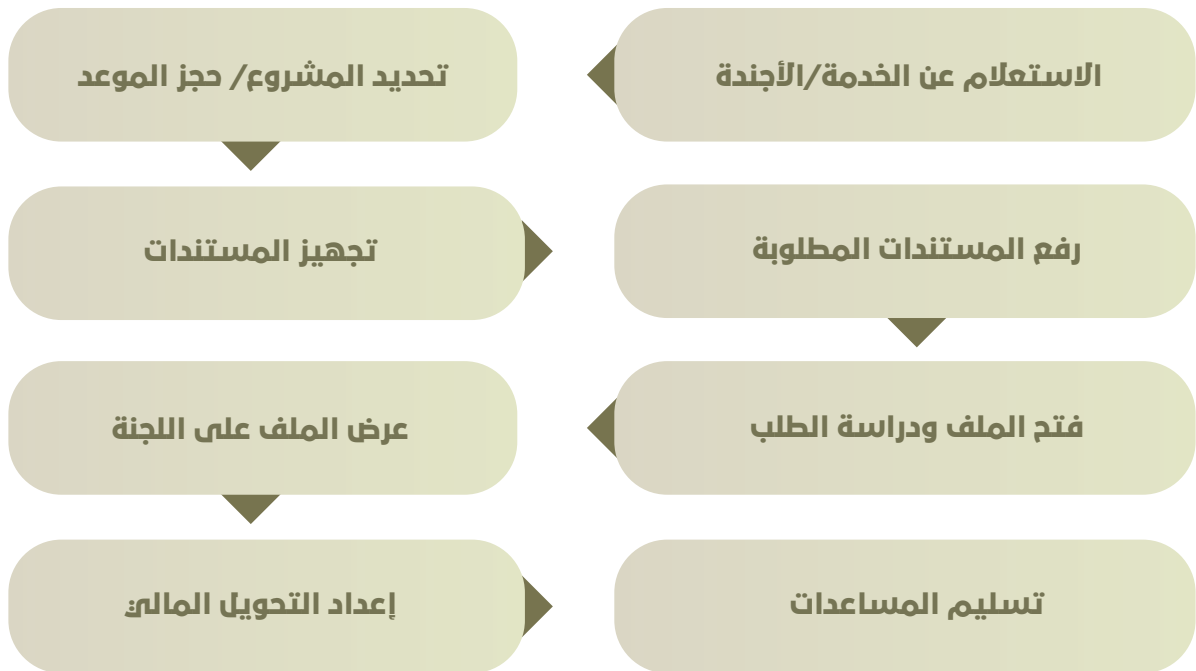 الاستعلام عن الخدمة/الأجندة
تحديد المشروع/ حجز الموعد
تجهيز المستندات
رفع المستندات المطلوبة
فتح الملف ودراسة الطلب
عرض الملف على اللجنة
إعداد التحويل المالي
تسليم المساعدات